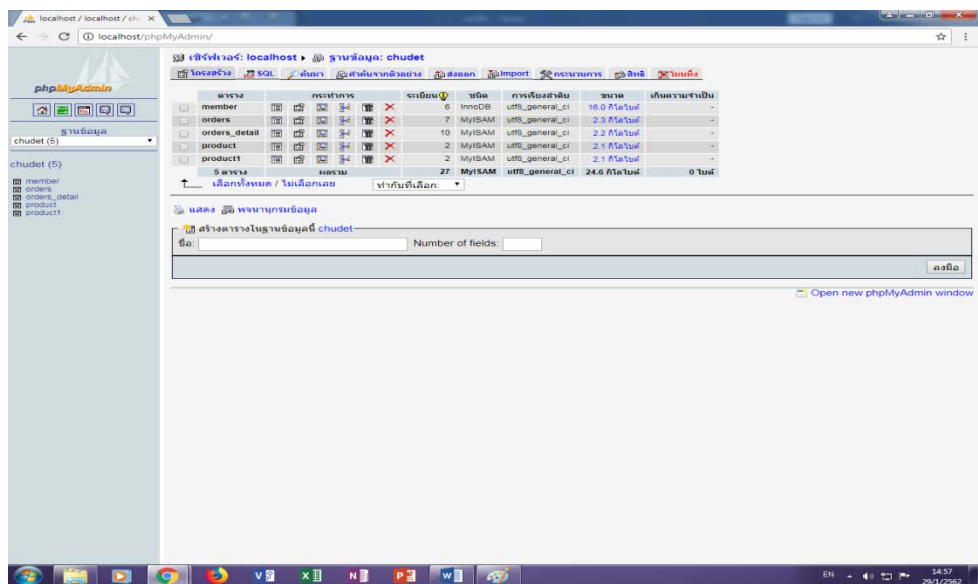 localhost / localhost / ch
localhost/phpMyAdmin/
phpMyAdmin
ฐานข้อมูล
chudet (5)
chudet (5)
member
orders
orders_detail
product
product1
เซิร์ฟเวอร์: localhost ▸ ฐานข้อมูล: chudet
โครงสร้าง SQL ค้นหา คำค้นจากตัวอย่าง ส่งออก Import กระบวนการ สิทธิ โยนทิ้ง
ตาราง กระทำการ ระเบียน ชนิด การเรียงลำดับ ขนาด เกินความจำเป็น
member 6 InnoDB utf8_general_ci 16.0 กิโลไบต์ -
orders 7 MyISAM utf8_general_ci 2.3 กิโลไบต์ -
orders_detail 10 MyISAM utf8_general_ci 2.2 กิโลไบต์ -
product 2 MyISAM utf8_general_ci 2.1 กิโลไบต์ -
product1 2 MyISAM utf8_general_ci 2.1 กิโลไบต์ -
5 ตาราง ผลรวม 27 MyISAM utf8_general_ci 24.6 กิโลไบต์ 0 ไบต์
เลือกทั้งหมด / ไม่เลือกเลย ทำกับที่เลือก:
แสดง พจนานุกรมข้อมูล
สร้างตารางในฐานข้อมูลนี้ chudet
ชื่อ: Number of fields:
ลงมือ
Open new phpMyAdmin window
EN 14:57
29/1/2562